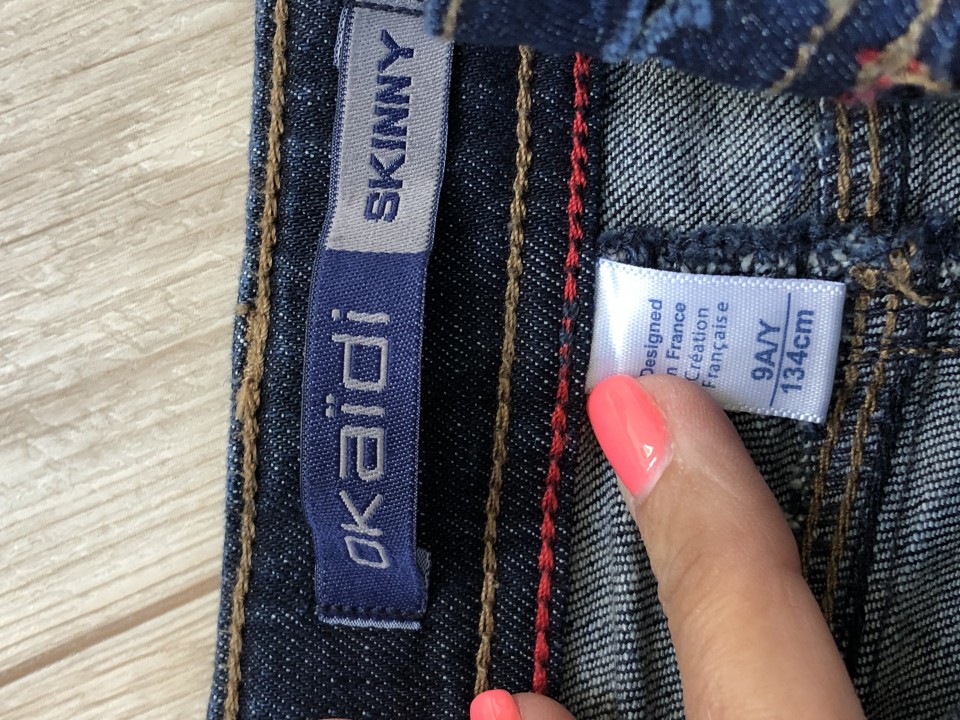 okaïdi SKINNY
Designed
in France
Création
Française
9A/Y
134cm